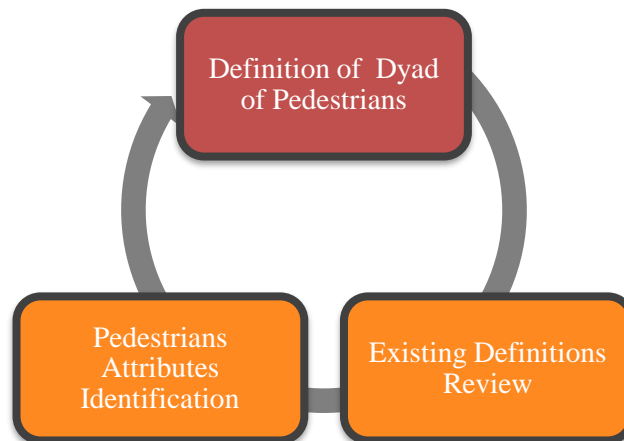 Definition of  Dyad
of Pedestrians
Pedestrians
Attributes
Identification
Existing Definitions
Review